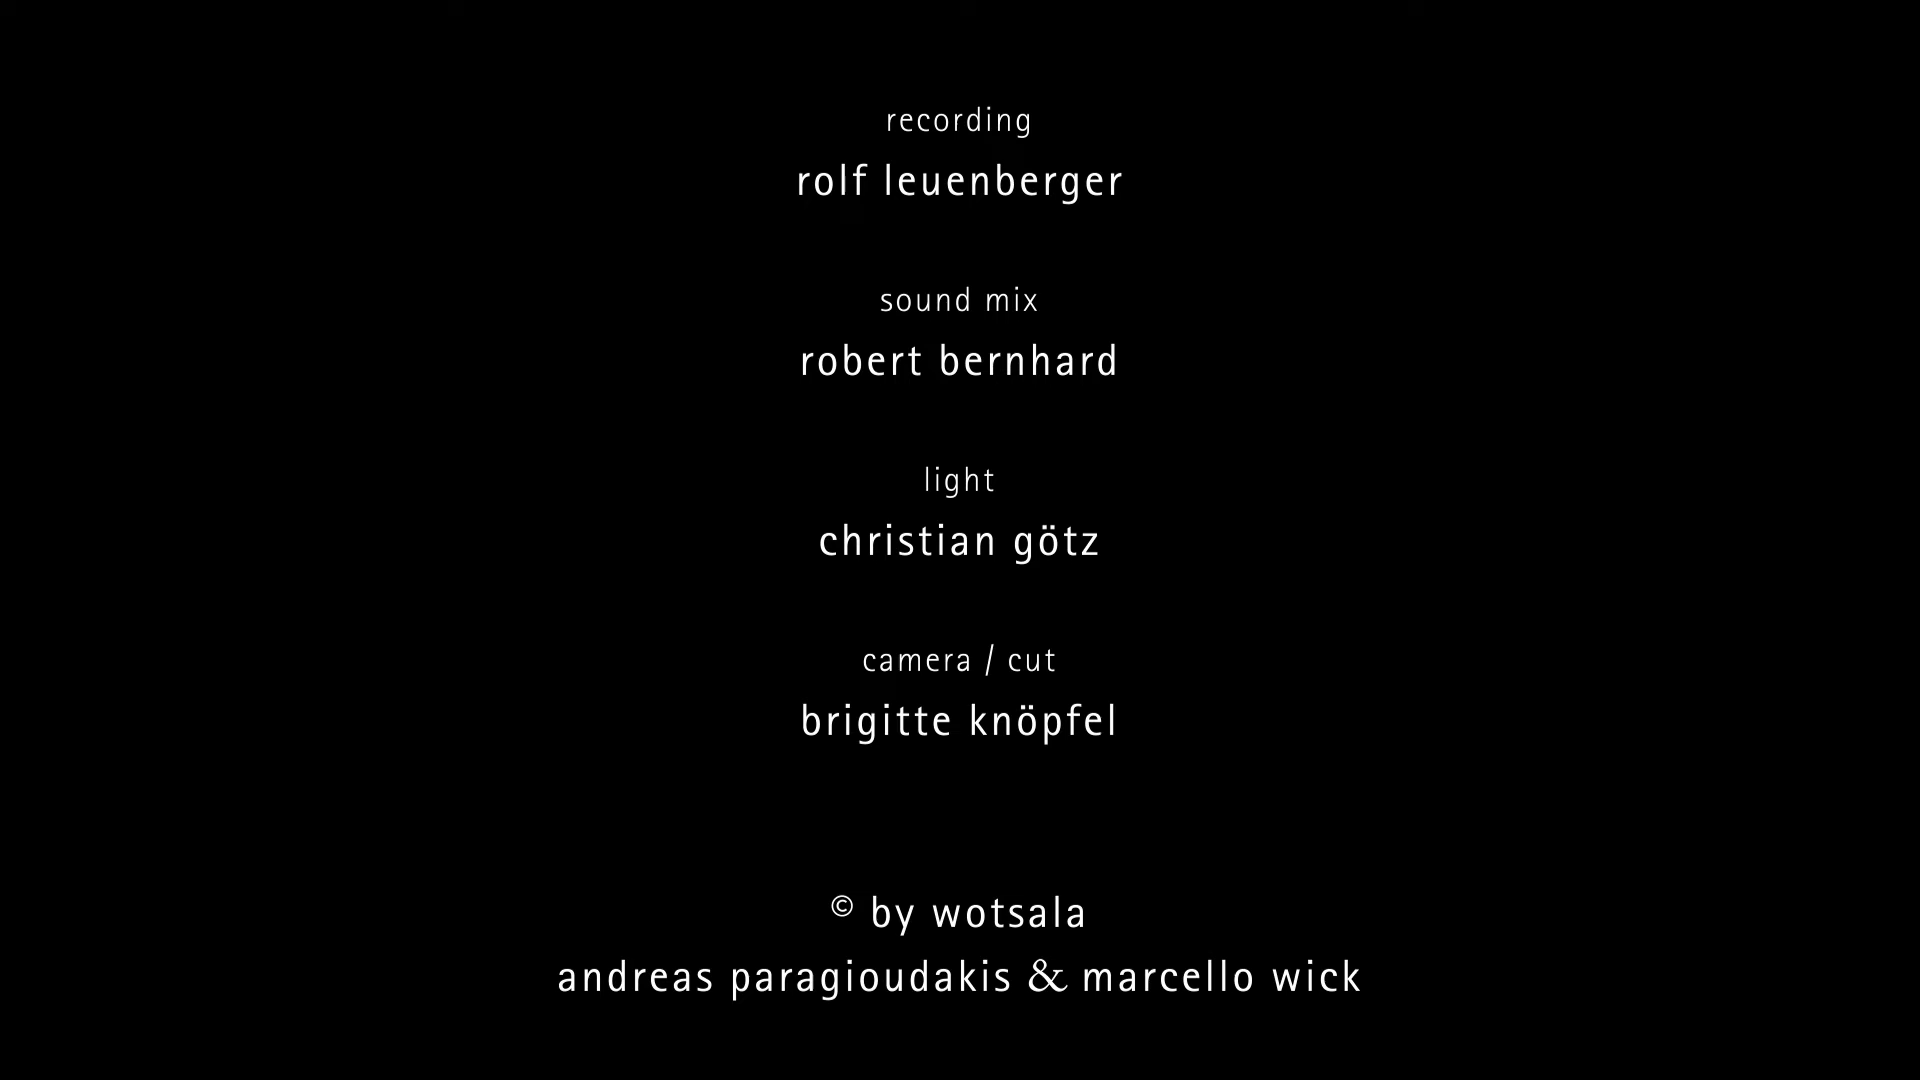 recording
rolf leuenberger
sound mix
robert bernhard
light
christian götz
camera / cut
brigitte knöpfel
© by wotsala
andreas paragioudakis & marcello wick